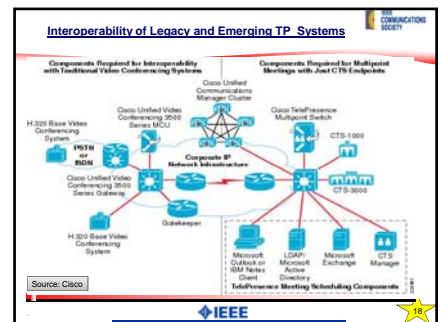 Interoperability of Legacy and Emerging TP Systems
IEEE
COMMUNICATIONS
SOCIETY
Components Required for Interoperability
with Traditional Video Conferencing Systems
Components Required for Multipoint
Meetings with Just CTS Endpoints
Cisco Unified
Communications
Manager Cluster
Cisco Unified Video
Conferencing 3500
Series MCU
Cisco TelePresence
Multipoint Switch
H.320 Base Video
Conferencing
System
CTS-1000
PSTN
or
ISDN
Corporate IP
Network Infrastructure
Cisco Unified Video
Conferencing 3500
Series Gateway
CTS-3000
Gatekeeper
H.320 Base Video
Conferencing
System
Microsoft
Outlook or
IBM Notes
Client
LDAP/
Microsoft
Active
Directory
Microsoft
Exchange
CTS
Manager
TelePresence Meeting Scheduling Components
Source: Cisco
IEEE
18